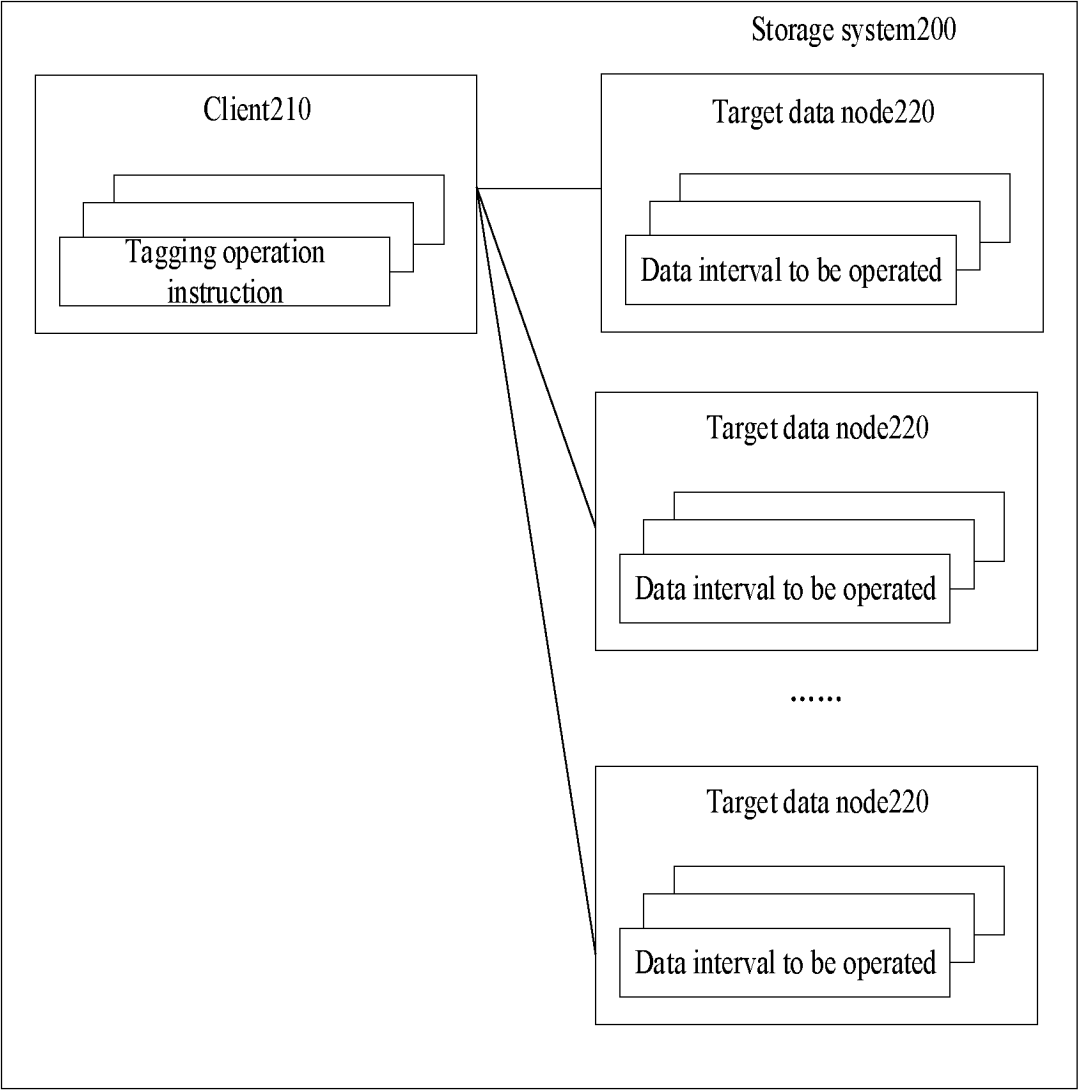 Storage system200
Client210
Tagging operation
instruction
Target data node220
Data interval to be operated
Target data node220
Data interval to be operated
......
Target data node220
Data interval to be operated